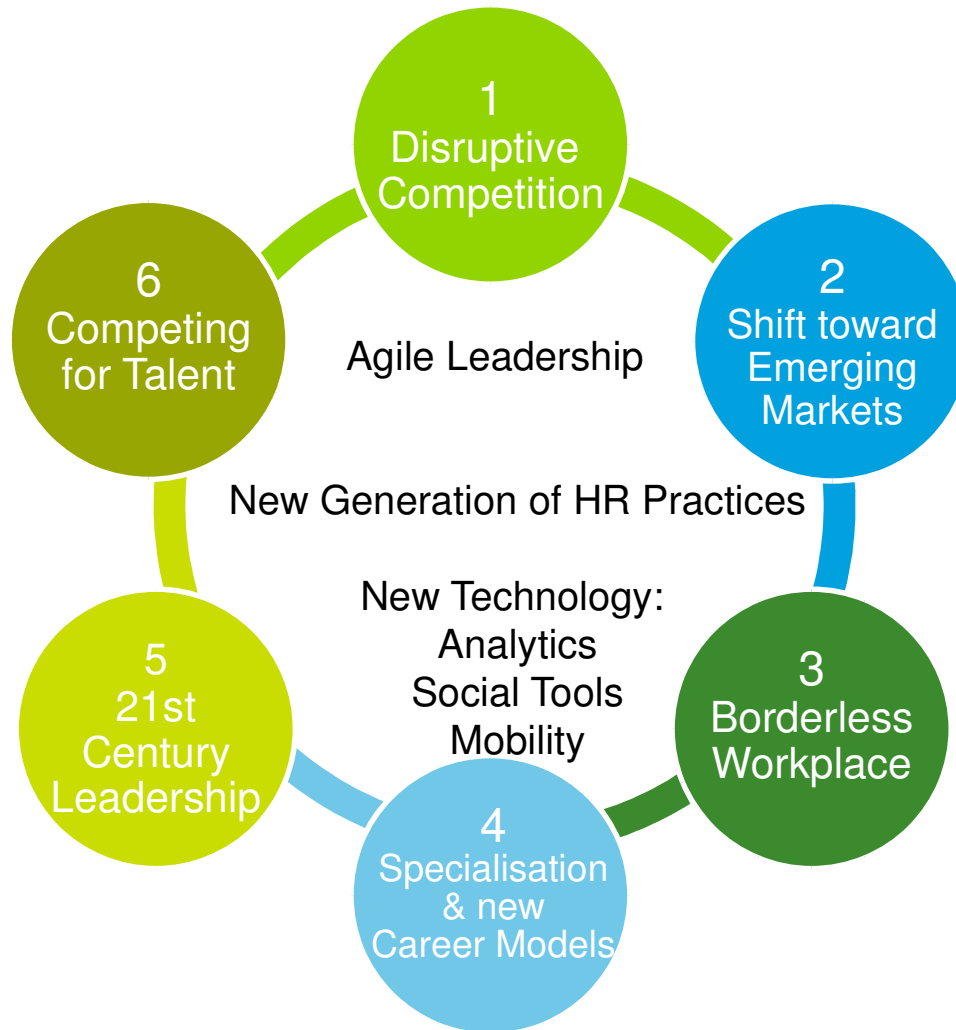 1
Disruptive
Competition
2
Shift toward
Emerging
Markets
3
Borderless
Workplace
4
Specialisation
& new
Career Models
5
21st
Century
Leadership
6
Competing
for Talent
Agile Leadership
New Generation of HR Practices
New Technology:
Analytics
Social Tools
Mobility